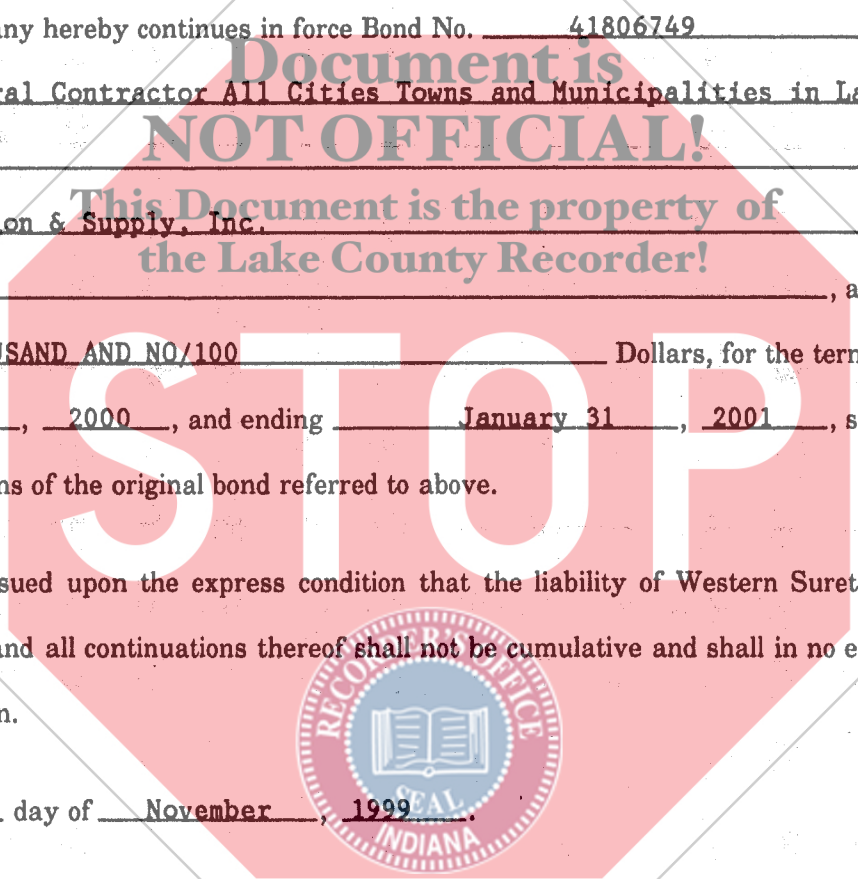 any hereby continues in force Bond No. 41806749
Document is
ral Contractor All Cities Towns and Municipalities in La
NOT OFFICIAL!
This Document is the property of
on & Supply, Inc.
the Lake County Recorder!
, a
USAND AND NO/100 Dollars, for the term
STOP
, 2000, and ending January 31, 2001, s
ns of the original bond referred to above.
sued upon the express condition that the liability of Western Suret
and all continuations thereof shall not be cumulative and shall in no e
n.
RECORDER'S OFFICE
SEAL
INDIANA
day of November, 1999.